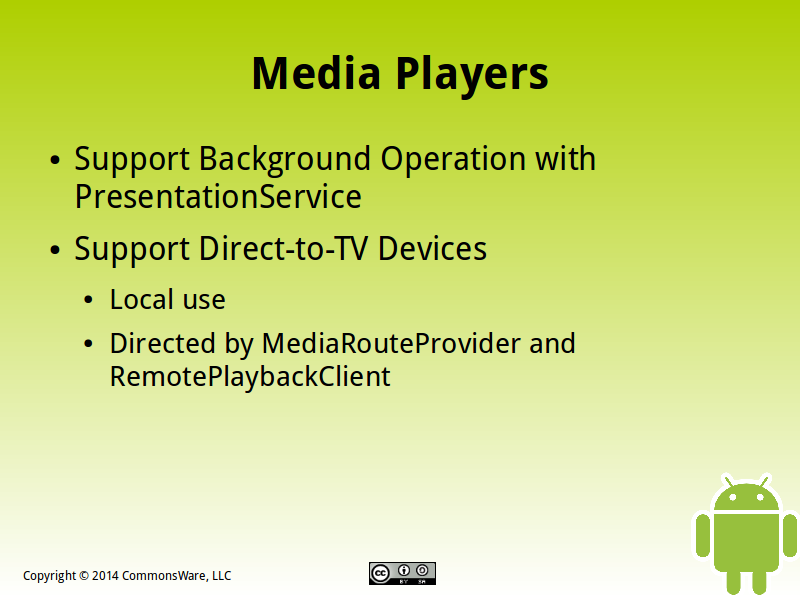 Media Players
• Support Background Operation with
PresentationService
• Support Direct-to-TV Devices
• Local use
• Directed by MediaRouteProvider and
RemotePlaybackClient
Copyright © 2014 CommonsWare, LLC
cc BY SA